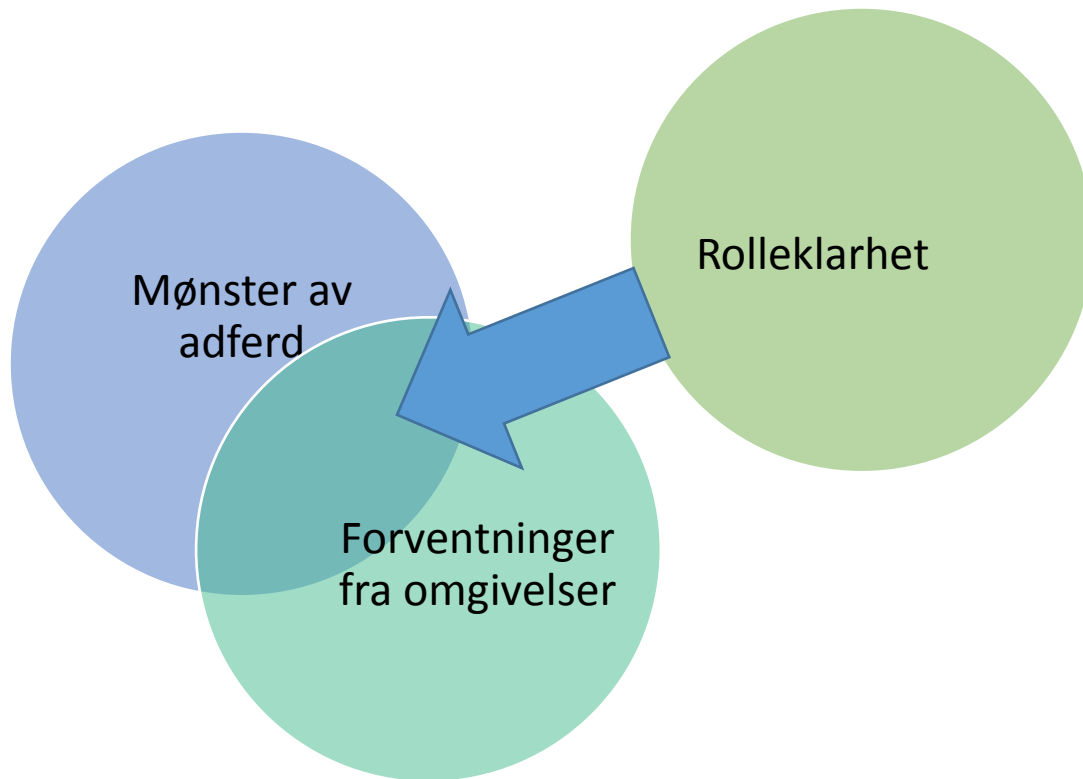 Rolleklarhet
Mønster av
adferd
Forventninger
fra omgivelser